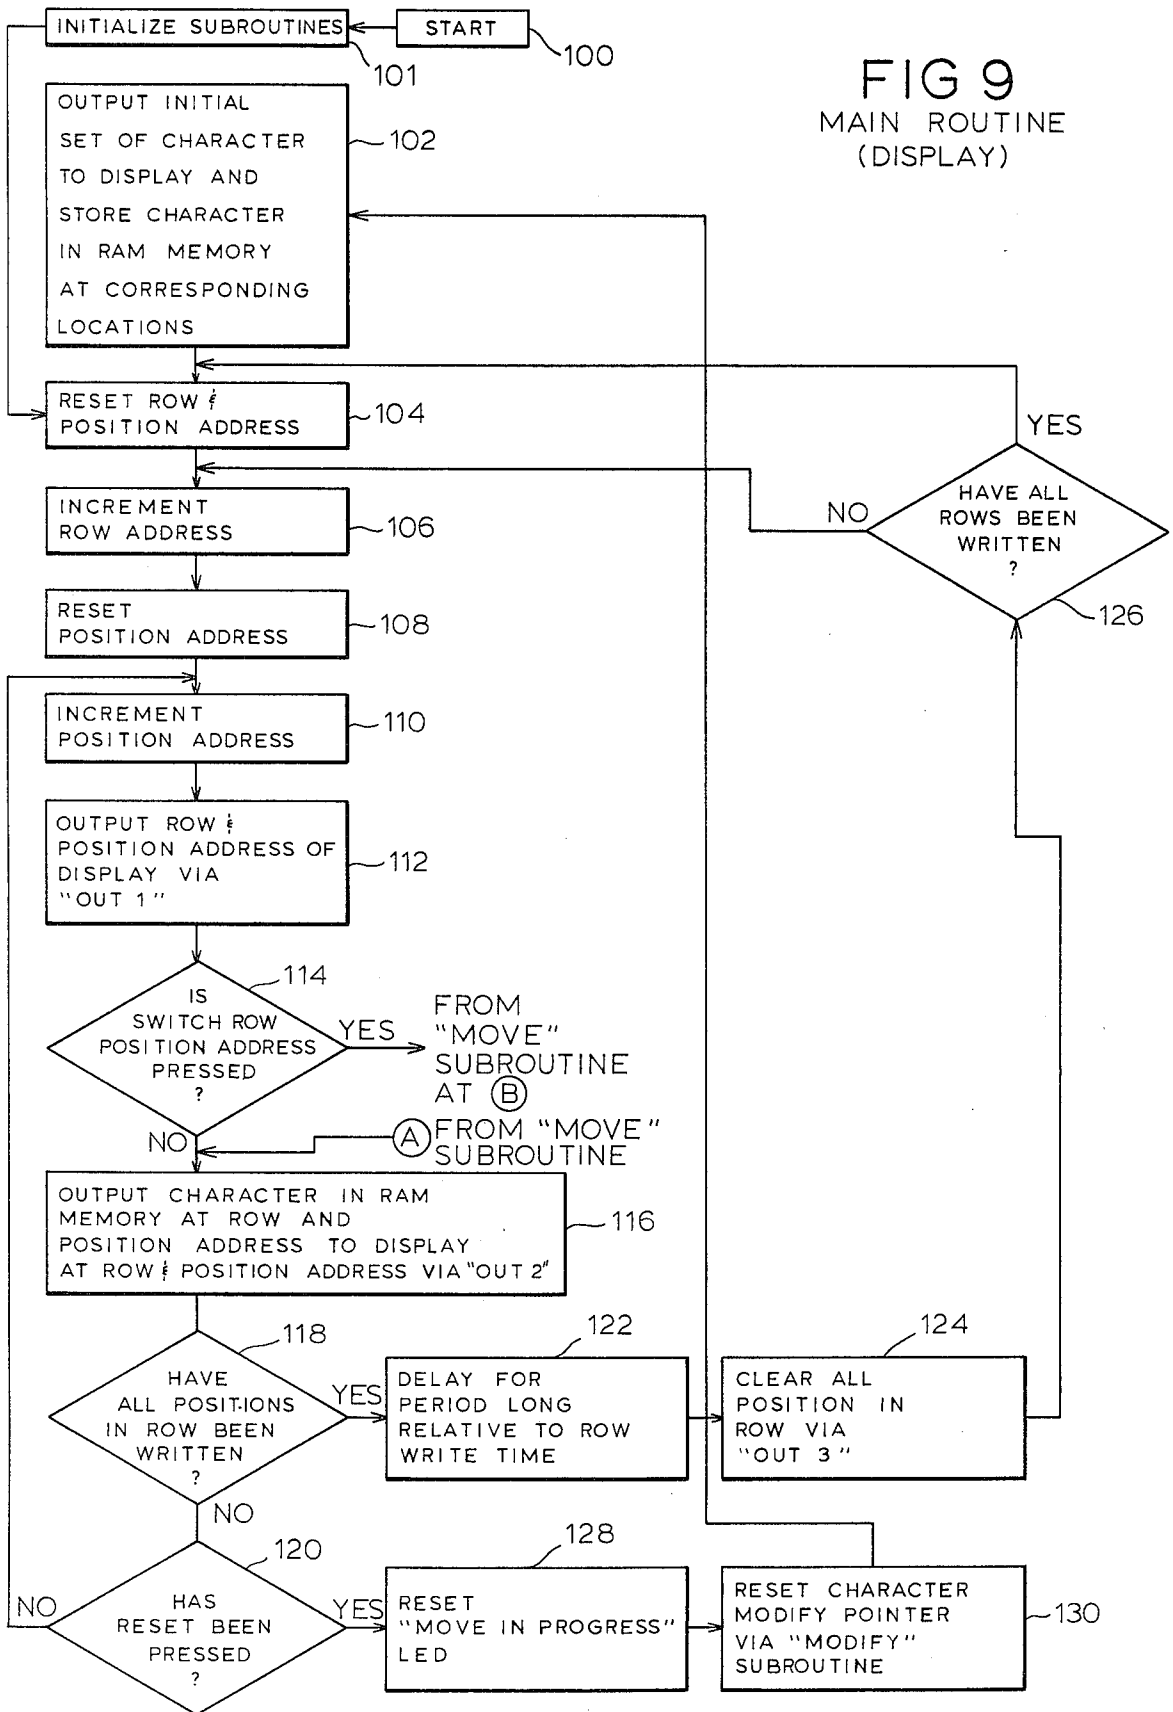 INITIALIZE SUBROUTINES
START
100
101
FIG 9
MAIN ROUTINE
(DISPLAY)
OUTPUT INITIAL
SET OF CHARACTER
TO DISPLAY AND
STORE CHARACTER
IN RAM MEMORY
AT CORRESPONDING
LOCATIONS
102
RESET ROW &
POSITION ADDRESS
104
YES
INCREMENT
ROW ADDRESS
106
NO
HAVE ALL
ROWS BEEN
WRITTEN
?
126
RESET
POSITION ADDRESS
108
INCREMENT
POSITION ADDRESS
110
OUTPUT ROW &
POSITION ADDRESS OF
DISPLAY VIA
"OUT 1"
112
IS
SWITCH ROW
POSITION ADDRESS
PRESSED
?
114
YES
FROM
"MOVE"
SUBROUTINE
AT B
NO
A FROM "MOVE"
SUBROUTINE
OUTPUT CHARACTER IN RAM
MEMORY AT ROW AND
POSITION ADDRESS TO DISPLAY
AT ROW & POSITION ADDRESS VIA "OUT 2"
116
HAVE
ALL POSITIONS
IN ROW BEEN
WRITTEN
?
118
YES
DELAY FOR
PERIOD LONG
RELATIVE TO ROW
WRITE TIME
122
CLEAR ALL
POSITION IN
ROW VIA
"OUT 3"
124
NO
HAS
RESET BEEN
PRESSED
?
120
NO
YES
RESET
"MOVE IN PROGRESS"
LED
128
RESET CHARACTER
MODIFY POINTER
VIA "MODIFY"
SUBROUTINE
130